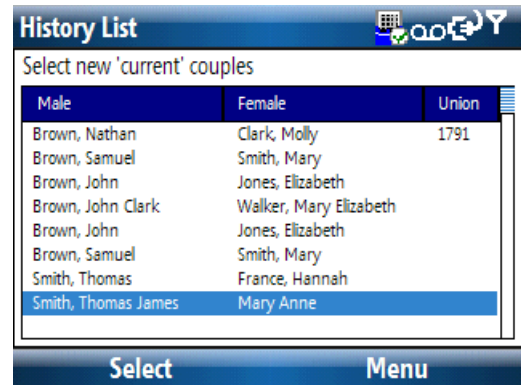 History List
Select new 'current' couples
Male Female Union
Brown, Nathan Clark, Molly 1791
Brown, Samuel Smith, Mary
Brown, John Jones, Elizabeth
Brown, John Clark Walker, Mary Elizabeth
Brown, John Jones, Elizabeth
Brown, Samuel Smith, Mary
Smith, Thomas France, Hannah
Smith, Thomas James Mary Anne
Select Menu